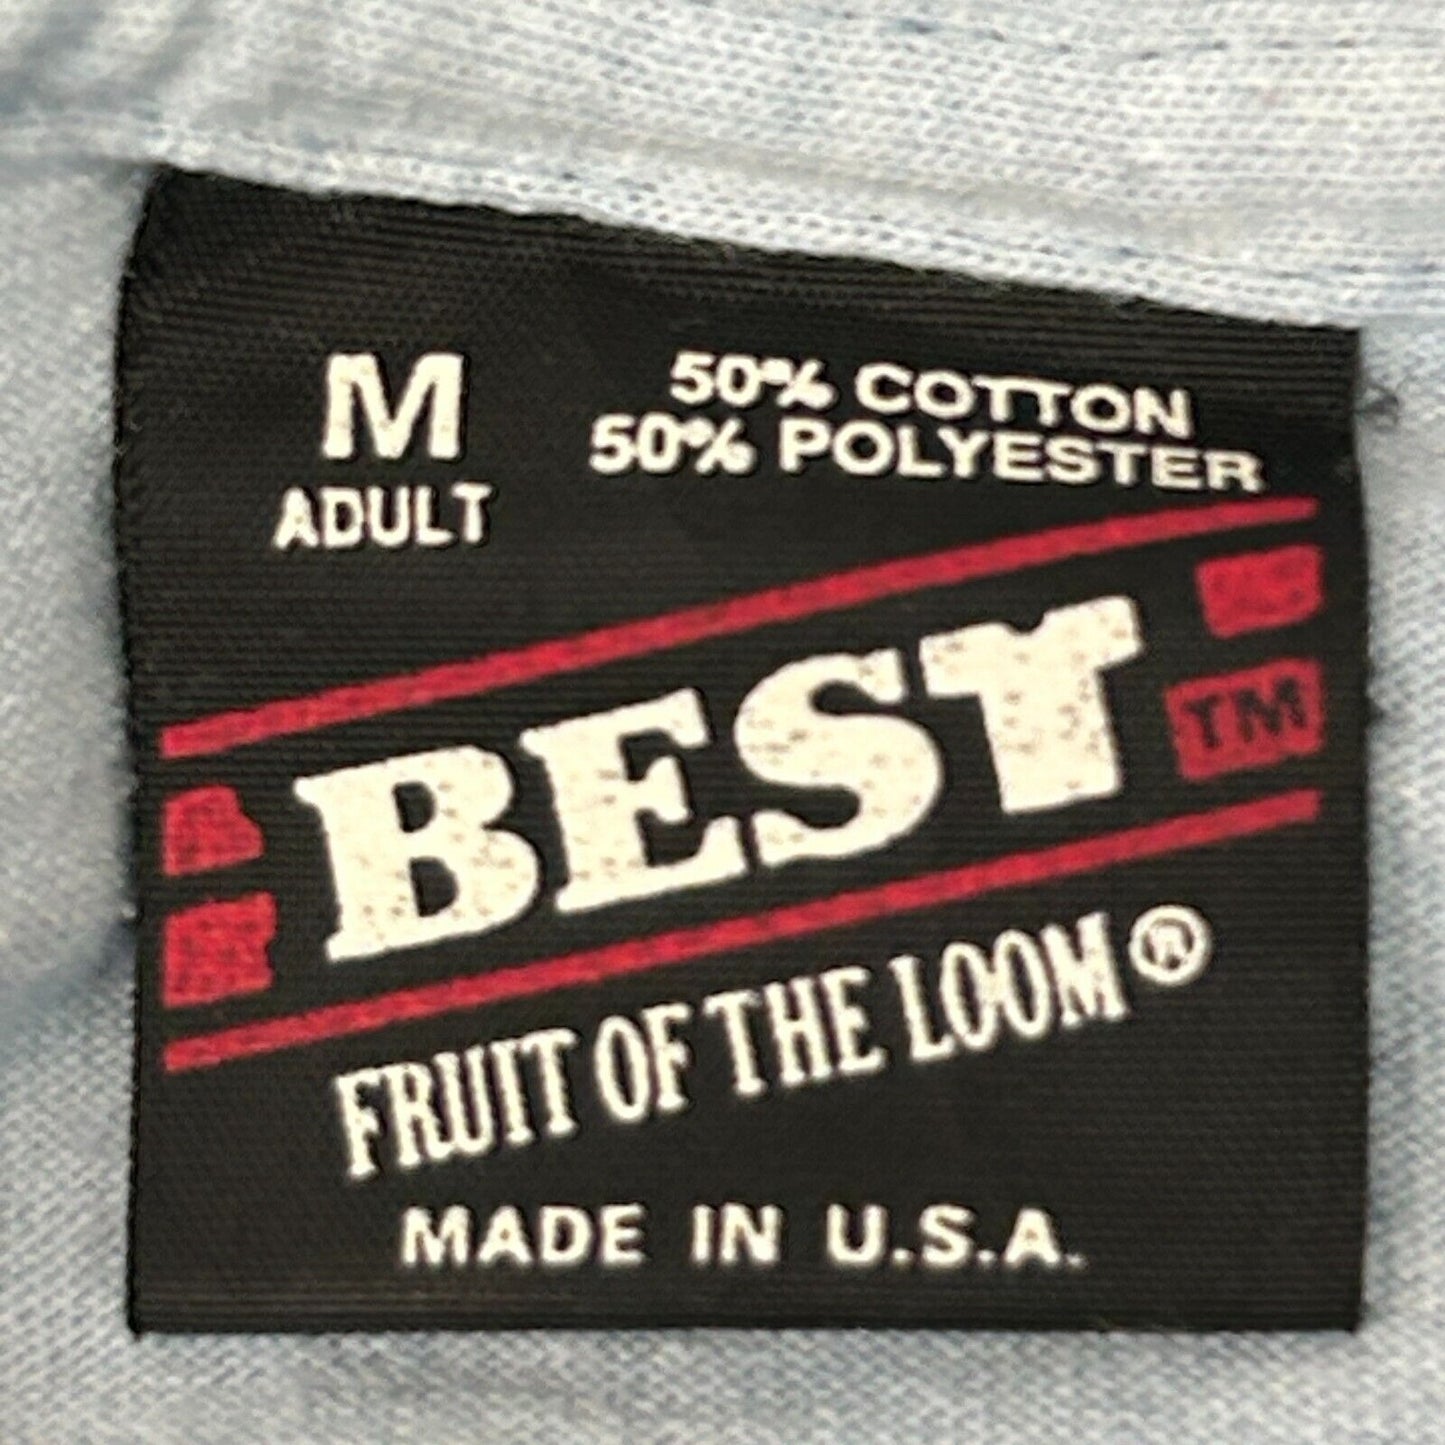 M
ADULT
50% COTTON
50% POLYESTER
BEST
TM
FRUIT OF THE LOOM®
MADE IN U.S.A.